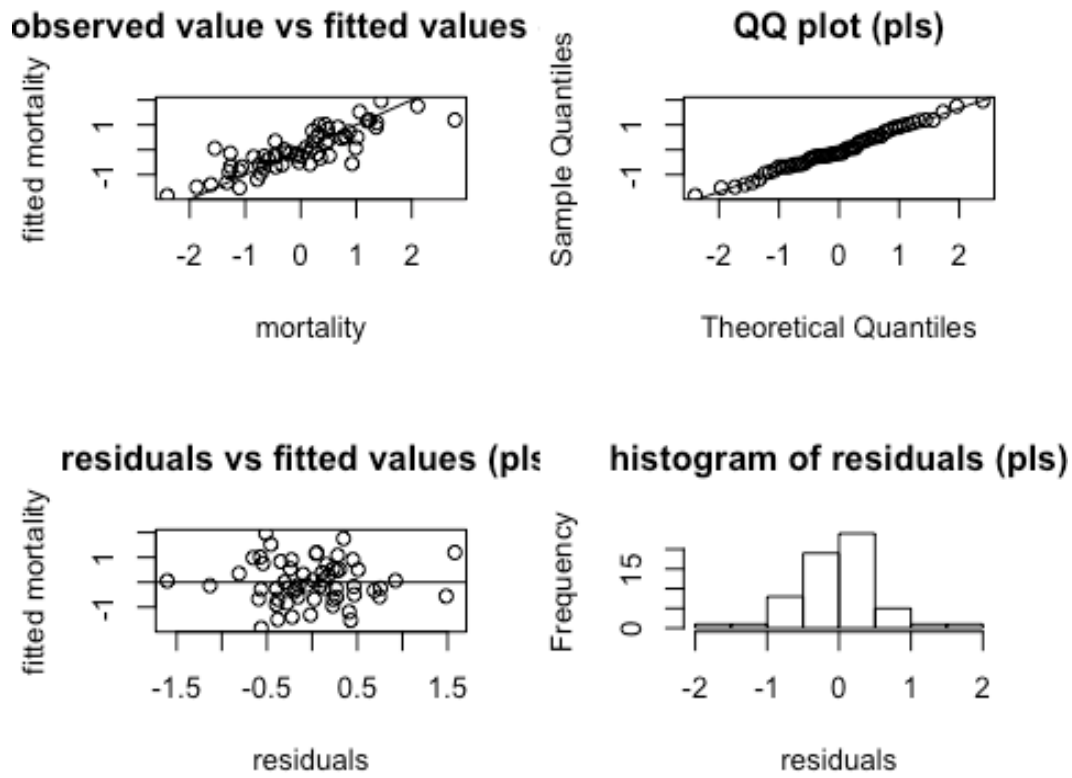 observed value vs fitted values
fitted mortality
1
-1
-2 -1 0 1 2
mortality
QQ plot (pls)
Sample Quantiles
1
-1
-2 -1 0 1 2
Theoretical Quantiles
residuals vs fitted values (pls
fitted mortality
1
-1
-1.5 -0.5 0.5 1.5
residuals
histogram of residuals (pls)
Frequency
15
0
-2 -1 0 1 2
residuals